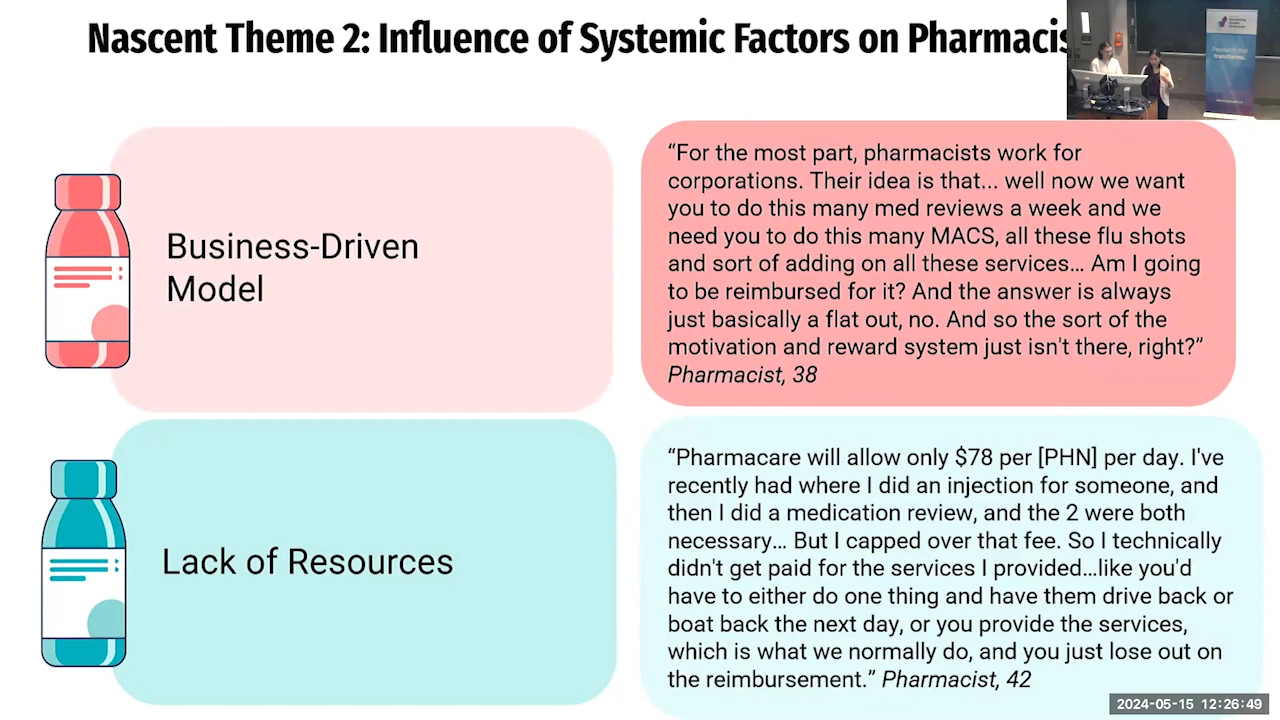 Nascent Theme 2: Influence of Systemic Factors on
Business-Driven
Model
“For the most part, pharmacists work for
corporations. Their idea is that... well now we want
you to do this many med reviews a week and we
need you to do this many MACS, all these flu shots
and sort of adding on all these services... Am I going
to be reimbursed for it? And the answer is always
just basically a flat out, no. And so the sort of the
motivation and reward system just isn't there, right?”
Pharmacist, 38
Lack of Resources
“Pharmacare will allow only $78 per [PHN] per day. I've
recently had where I did an injection for someone, and
then I did a medication review, and the 2 were both
necessary... But I capped over that fee. So I technically
didn't get paid for the services I provided...like you'd
have to either do one thing and have them drive back or
boat back the next day, or you provide the services,
which is what we normally do, and you just lose out on
the reimbursement.” Pharmacist, 42
2024-05-15 12:26:49